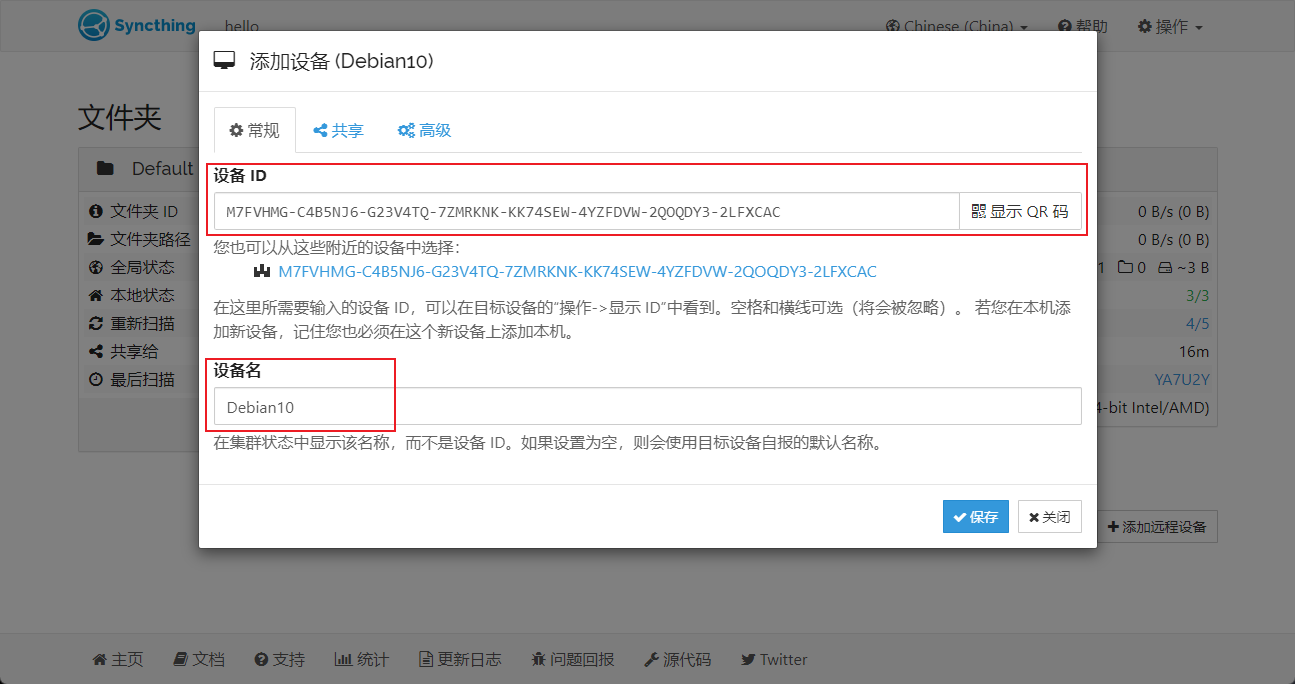 Syncthing hello Chinese (China) 帮助 操作
添加设备 (Debian10)
文件夹
常规 共享 高级
Default
设备 ID
M7FVHMG-C4B5NJ6-G23V4TQ-7ZMRKNK-KK74SEW-4YZFDVW-2QOQDY3-2LFXCAC 显示 QR 码
文件夹 ID 0 B/s (0 B)
您也可以从这些附近的设备中选择：
文件夹路径 0 B/s (0 B)
M7FVHMG-C4B5NJ6-G23V4TQ-7ZMRKNK-KK74SEW-4YZFDVW-2QOQDY3-2LFXCAC
全局状态 1 0 ~3 B
本地状态 3/3
在这里所需要输入的设备 ID，可以在目标设备的“操作->显示 ID”中看到。空格和横线可选（将会被忽略）。 若您在本机添
加新设备，记住您也必须在这个新设备上添加本机。
重新扫描 4/5
共享给 16m
设备名
最后扫描 YA7U2Y
Debian10
4-bit Intel/AMD)
在集群状态中显示该名称，而不是设备 ID。如果设置为空，则会使用目标设备自报的默认名称。
保存 关闭
添加远程设备
主页 文档 支持 统计 更新日志 问题回报 源代码 Twitter